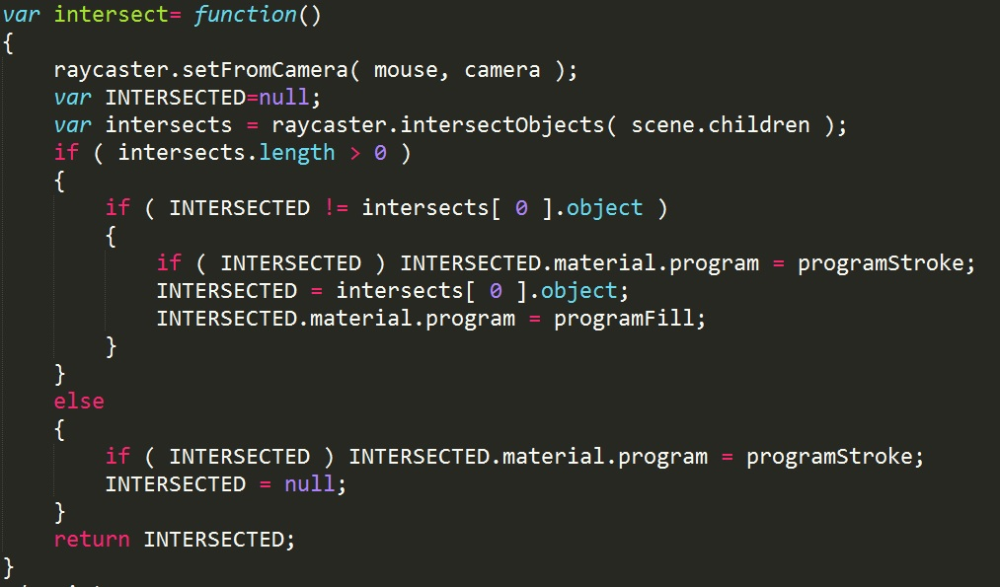 var intersect= function()
{
    raycaster.setFromCamera( mouse, camera );
    var INTERSECTED=null;
    var intersects = raycaster.intersectObjects( scene.children );
    if ( intersects.length > 0 )
    {
        if ( INTERSECTED != intersects[ 0 ].object )
        {
            if ( INTERSECTED ) INTERSECTED.material.program = programStroke;
            INTERSECTED = intersects[ 0 ].object;
            INTERSECTED.material.program = programFill;
        }
    }
    else
    {
        if ( INTERSECTED ) INTERSECTED.material.program = programStroke;
        INTERSECTED = null;
    }
    return INTERSECTED;
}